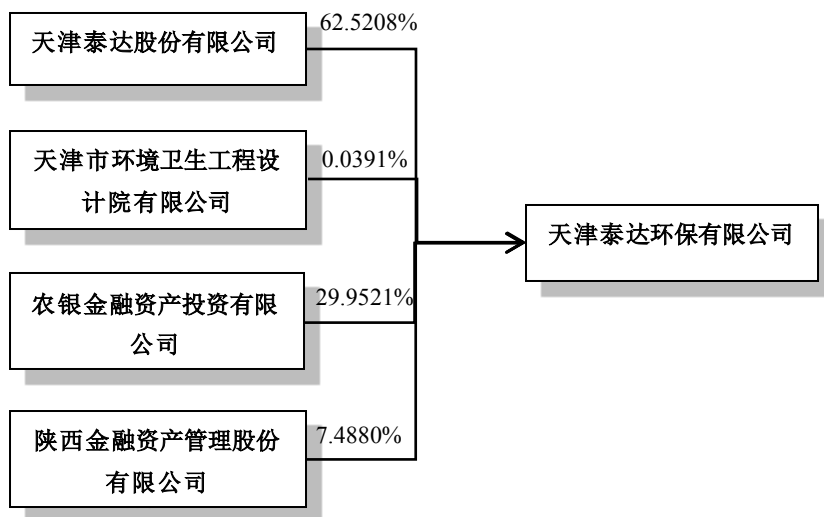 天津泰达股份有限公司
62.5208%
天津市环境卫生工程设
计院有限公司
0.0391%
农银金融资产投资有限
公司
29.9521%
陕西金融资产管理股份
有限公司
7.4880%
天津泰达环保有限公司